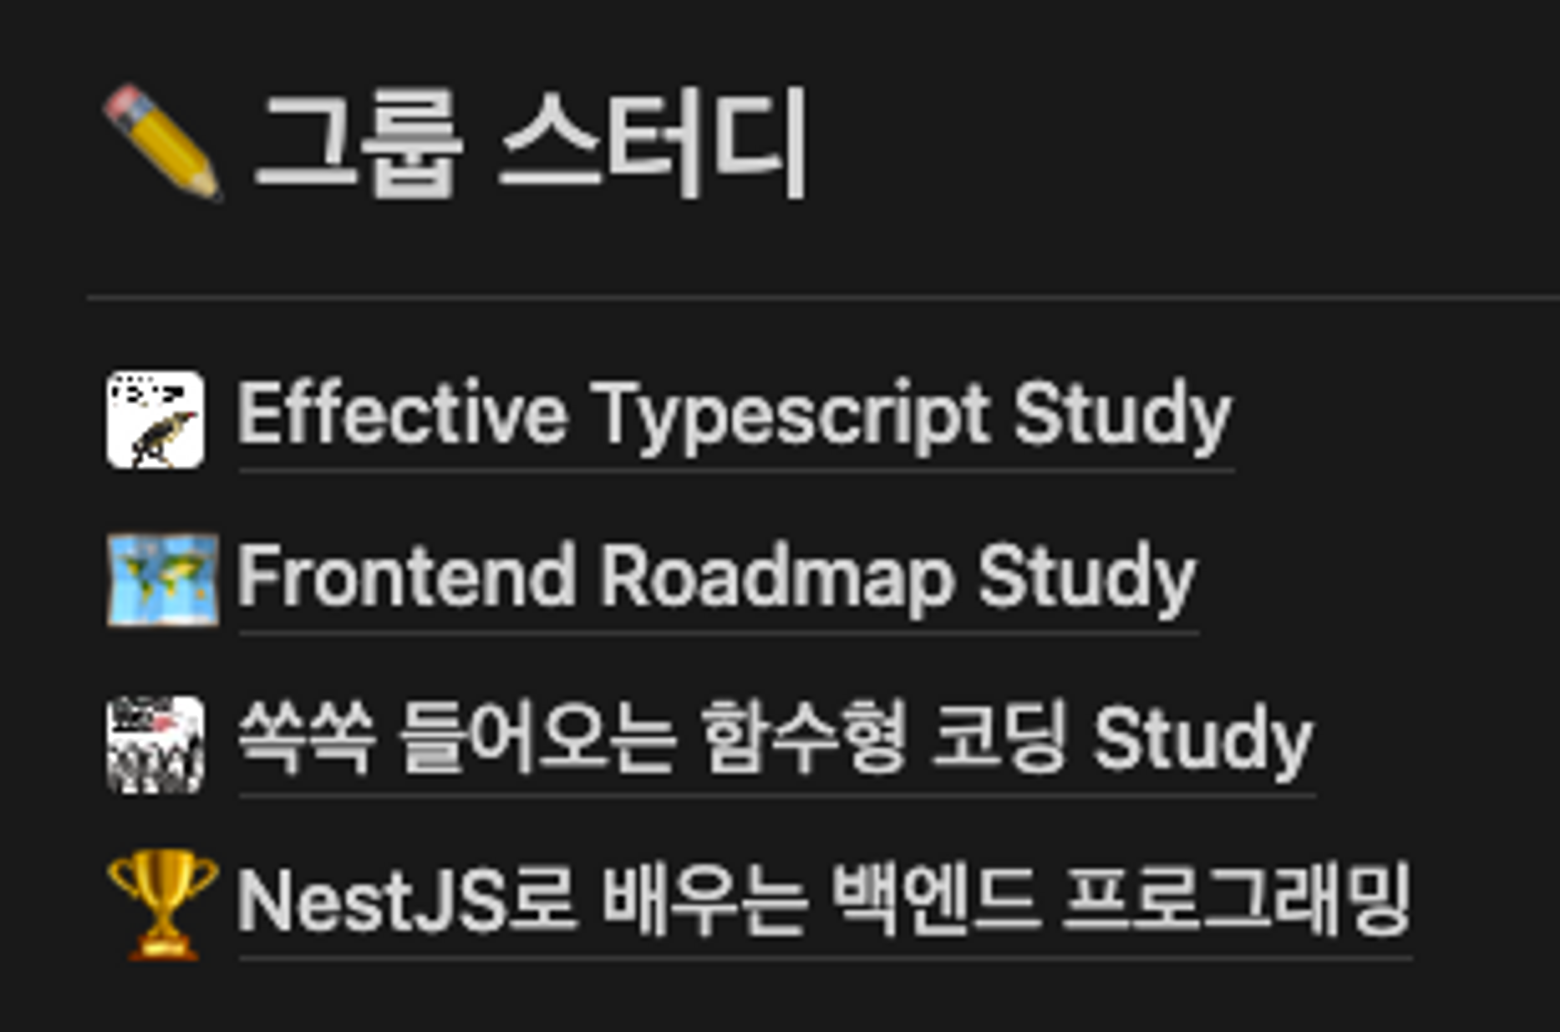 그룹 스터디
Effective Typescript Study
Frontend Roadmap Study
쏙쏙 들어오는 함수형 코딩 Study
NestJS로 배우는 백엔드 프로그래밍